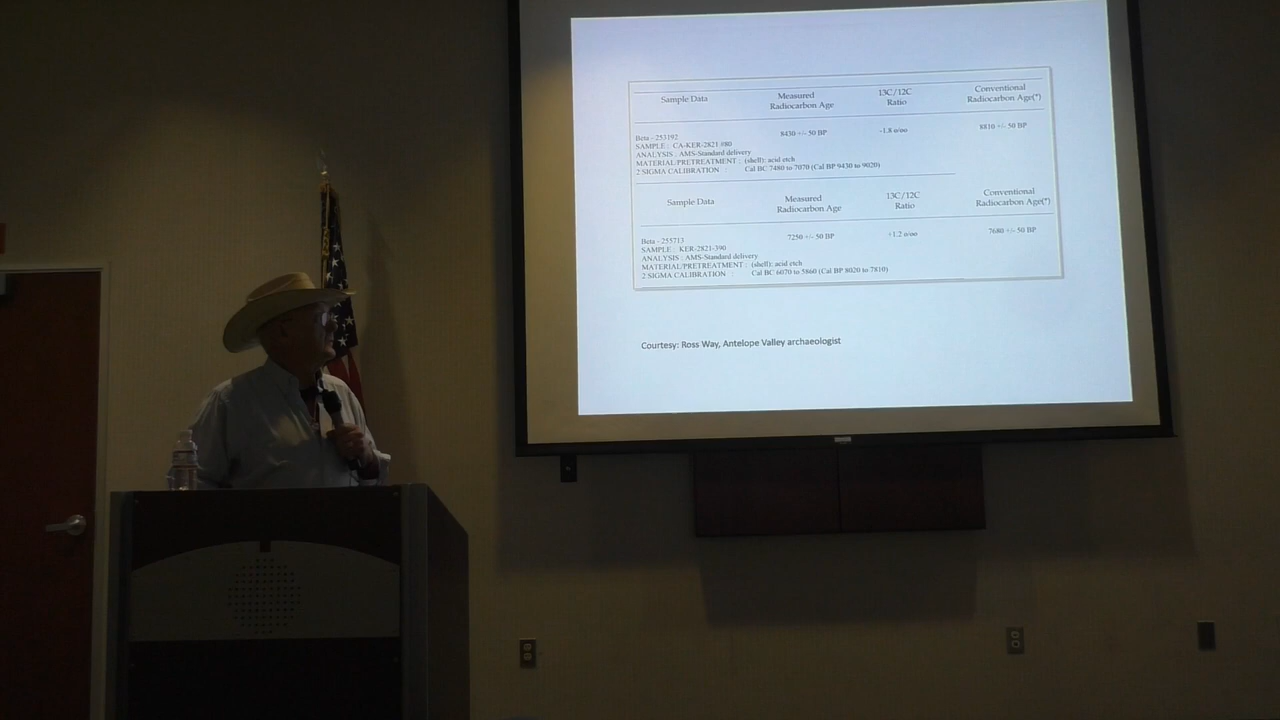 Sample Data Measured Radiocarbon Age 13C/12C Ratio Conventional Radiocarbon Age(*)
Beta - 253192 8430 +/- 50 BP -1.8 o/oo 8810 +/- 50 BP
SAMPLE : CA-KER-2821 #80
ANALYSIS : AMS-Standard delivery
MATERIAL/PRETREATMENT : (shell): acid etch
2 SIGMA CALIBRATION : Cal BC 7480 to 7070 (Cal BP 9430 to 9020)
Sample Data Measured Radiocarbon Age 13C/12C Ratio Conventional Radiocarbon Age(*)
Beta - 255713 7250 +/- 50 BP +1.2 o/oo 7680 +/- 50 BP
SAMPLE : KER-2821-390
ANALYSIS : AMS-Standard delivery
MATERIAL/PRETREATMENT : (shell): acid etch
2 SIGMA CALIBRATION : Cal BC 6070 to 5860 (Cal BP 8020 to 7810)
Courtesy: Ross Way, Antelope Valley archaeologist